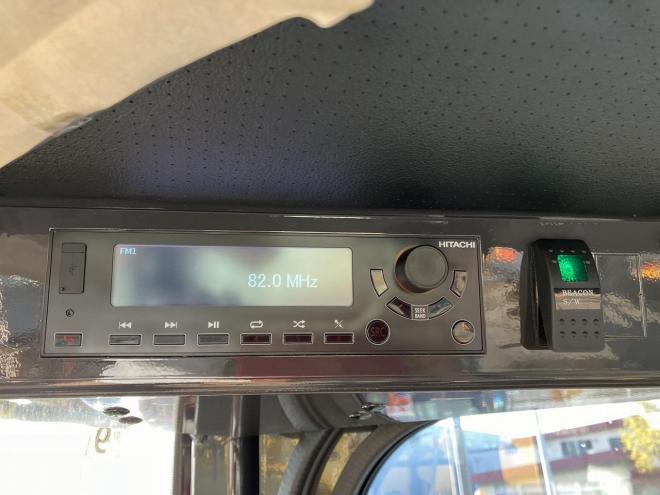 HITACHI
FM1
82.0 MHz
SEEK
BAND
SRC
BEACON
S/W